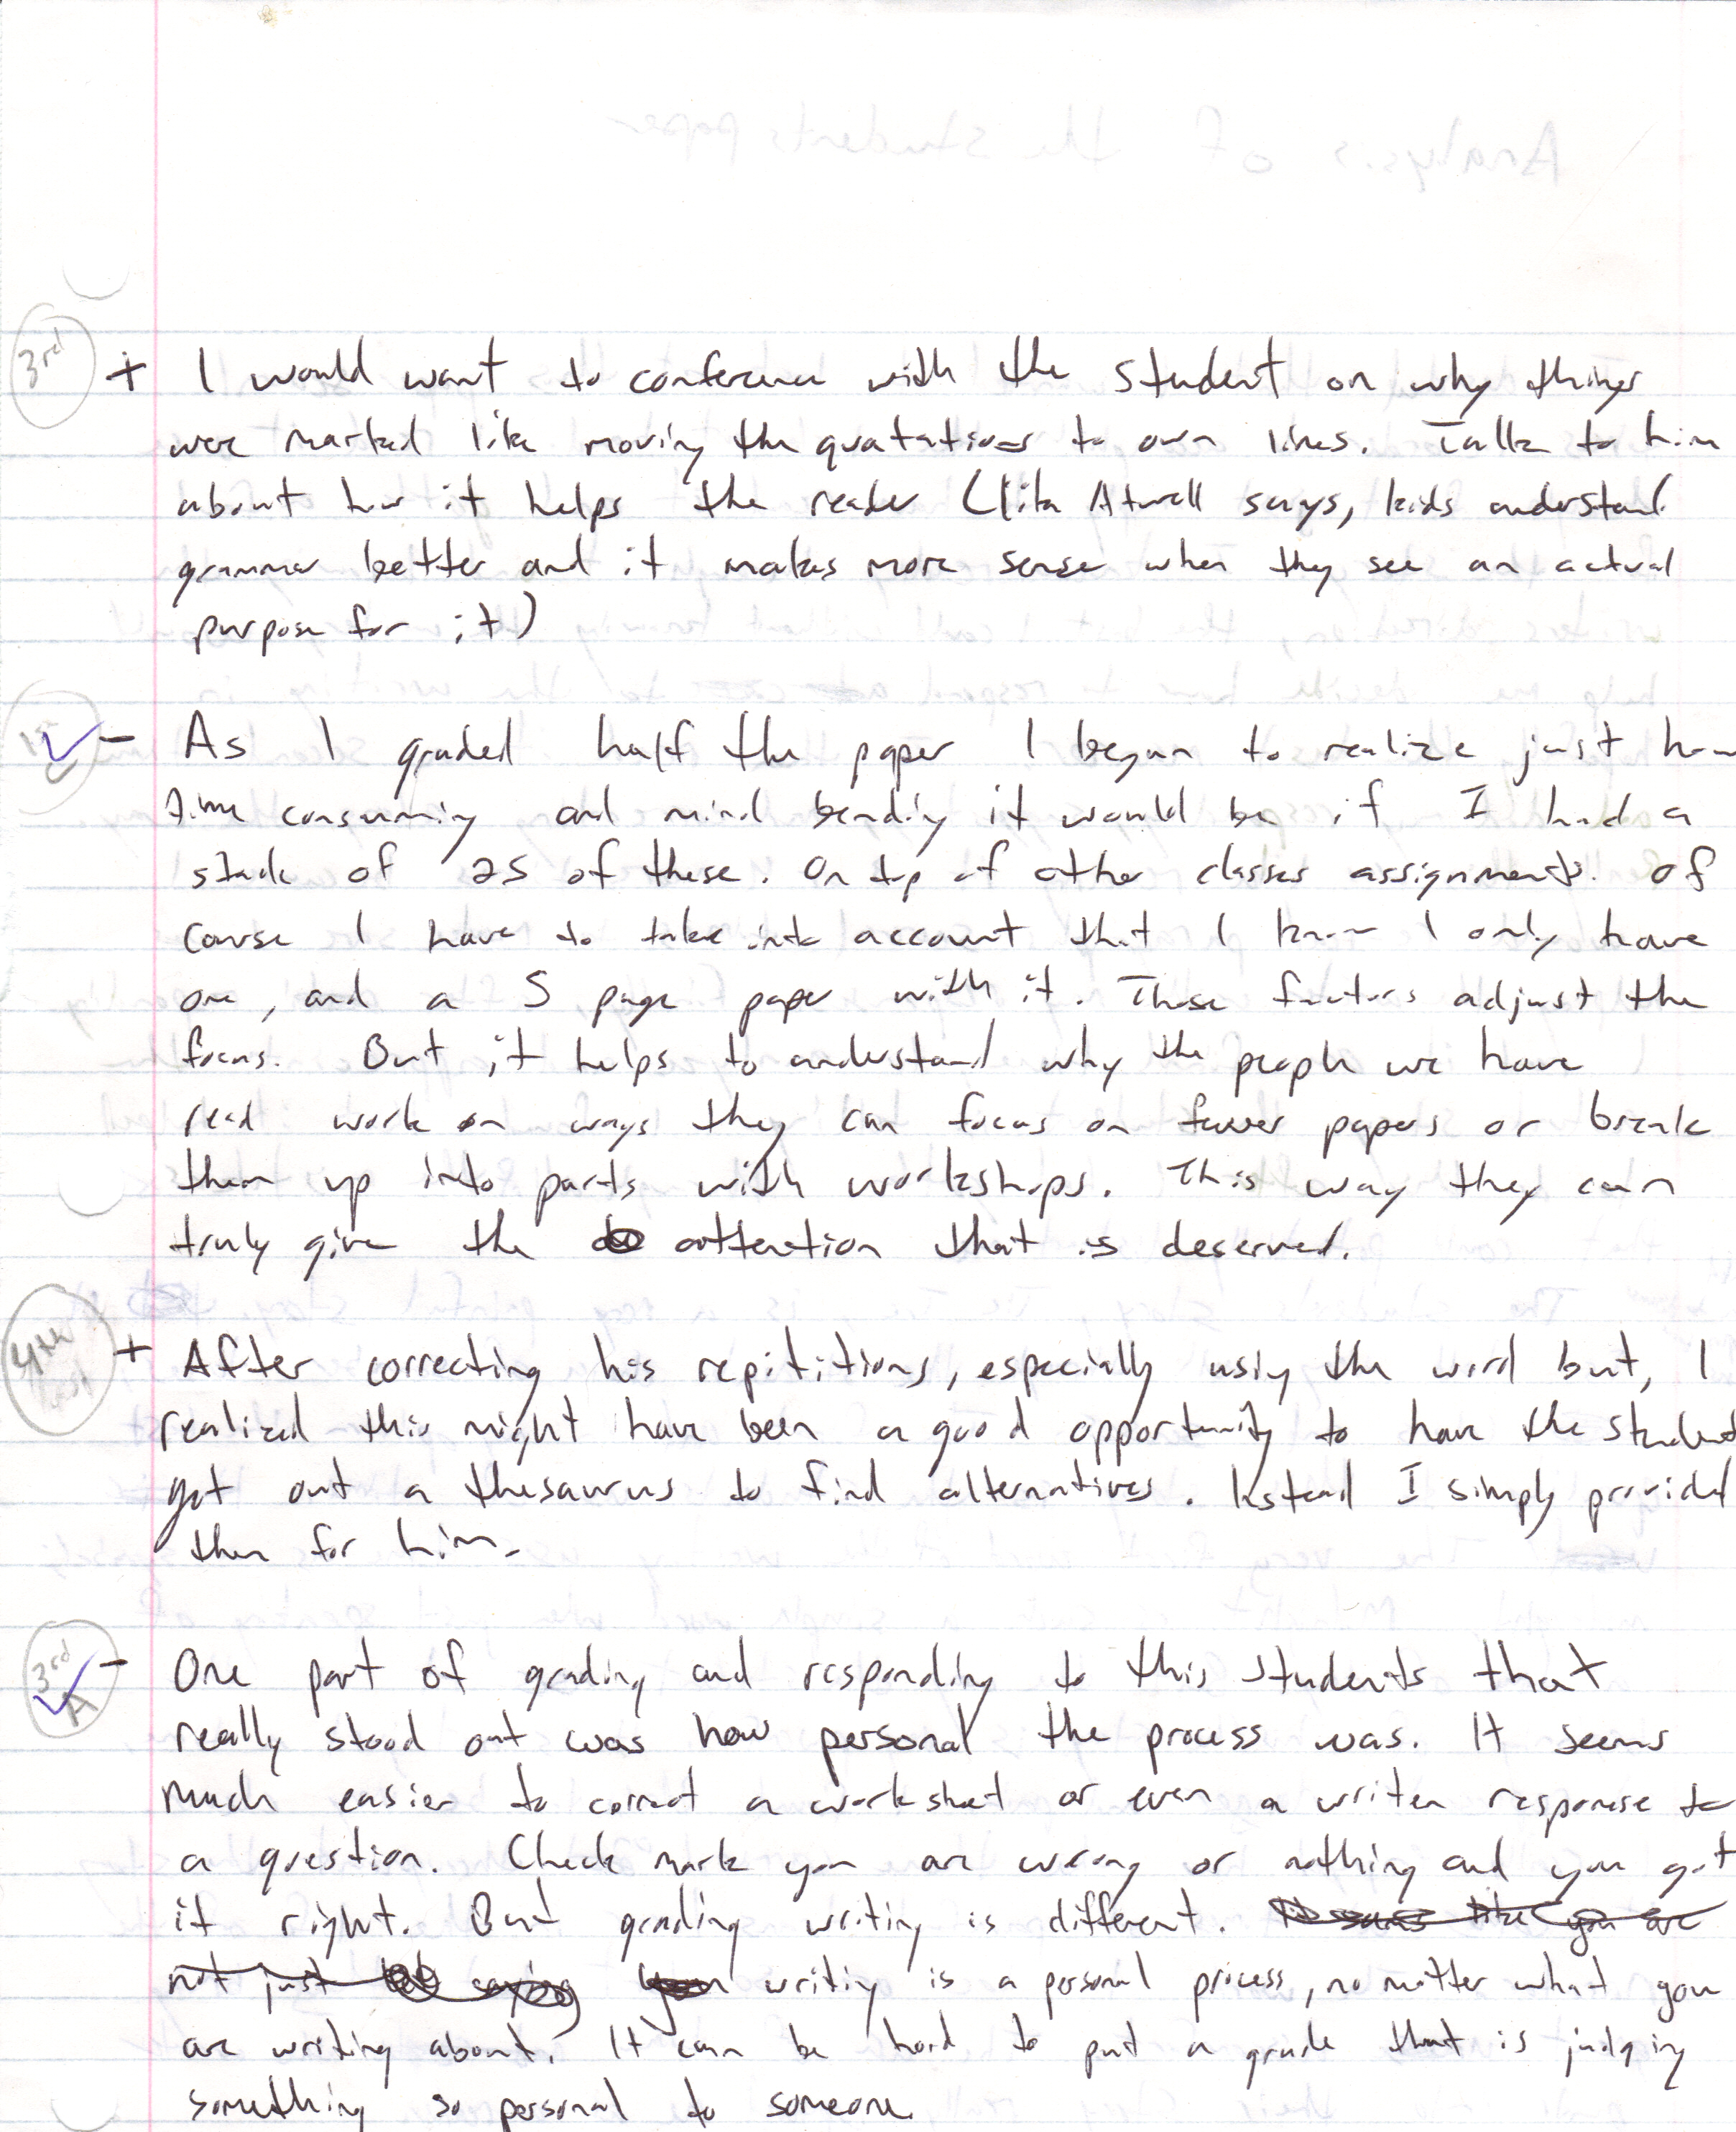 Analysis of the students paper
3rd + I would want to conference with the student on why things
were marked like moving the quotations to own lines. Talk to him
about how it helps the reader (like Atwell says, kids understand
grammar better and it makes more sense when they see an actual
purpose for it)
1st - As I graded half the paper I began to realize just how
time consuming and mind bending it would be if I had a
stack of 25 of these. On top of other classes assignments. Of
course I have to take into account that I know I only have
one, and a 5 page paper with it. These factors adjust the
focus. But it helps to understand why the people we have
read work on ways they can focus on fewer papers or break
them up into parts with workshops. This way they can
truly give the attention that is deserved.
4th last + After correcting his repititions, especially using the word but, I
realized this might have been a good opportunity to have the student
get out a thesaurus to find alternatives. Instead I simply provided
them for him.
3rd A - One part of grading and responding to this students that
really stood out was how personal the process was. It seems
much easier to correct a worksheet or even a writen response to
a question. Check mark you are wrong or nothing and you got
it right. But grading writing is different. It seems like you are
not just saying writing is a personal process, no matter what you
are writing about. It can be hard to put a grade that is judging
something so personal to someone.